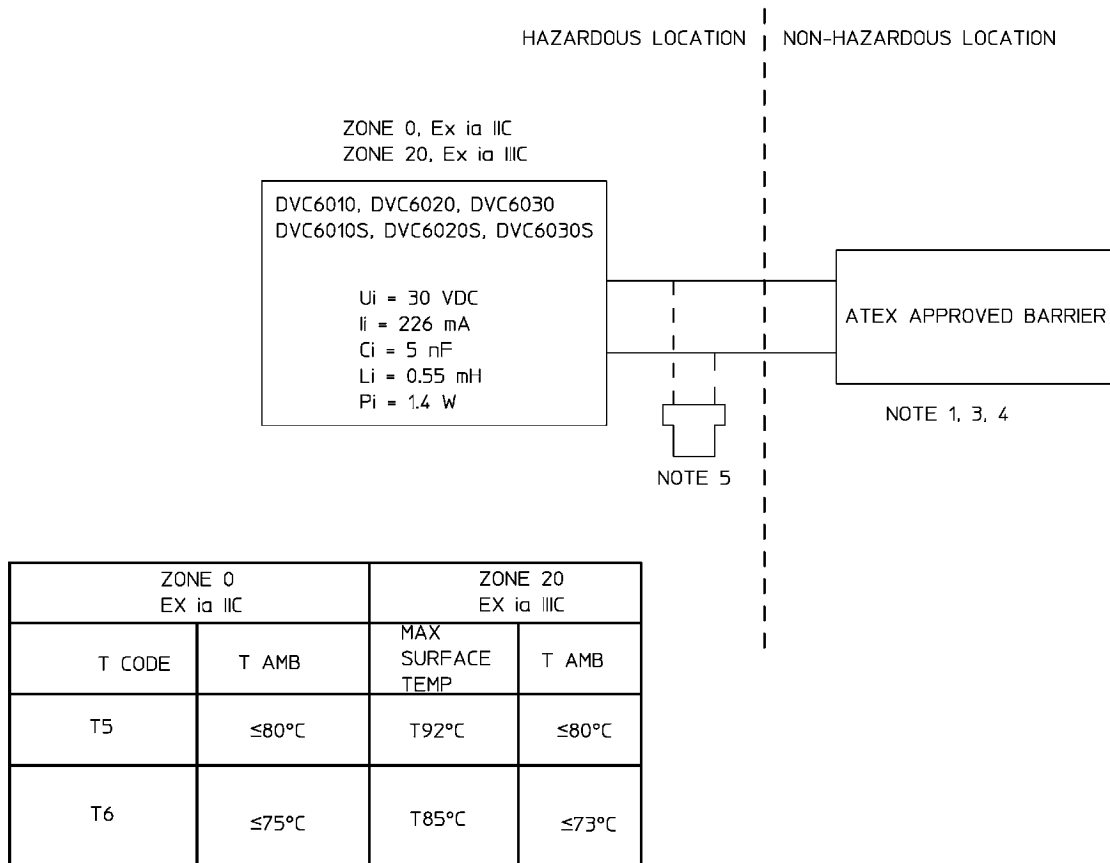 HAZARDOUS LOCATION
NON-HAZARDOUS LOCATION
ZONE 0, Ex ia IIC
ZONE 20, Ex ia IIIC
DVC6010, DVC6020, DVC6030
DVC6010S, DVC6020S, DVC6030S
Ui = 30 VDC
Ii = 226 mA
Ci = 5 nF
Li = 0.55 mH
Pi = 1.4 W
ATEX APPROVED BARRIER
NOTE 1, 3, 4
NOTE 5
ZONE 0
EX ia IIC
ZONE 20
EX ia IIIC
T CODE
T AMB
MAX
SURFACE
TEMP
T AMB
T5
≤80°C
T92°C
≤80°C
T6
≤75°C
T85°C
≤73°C